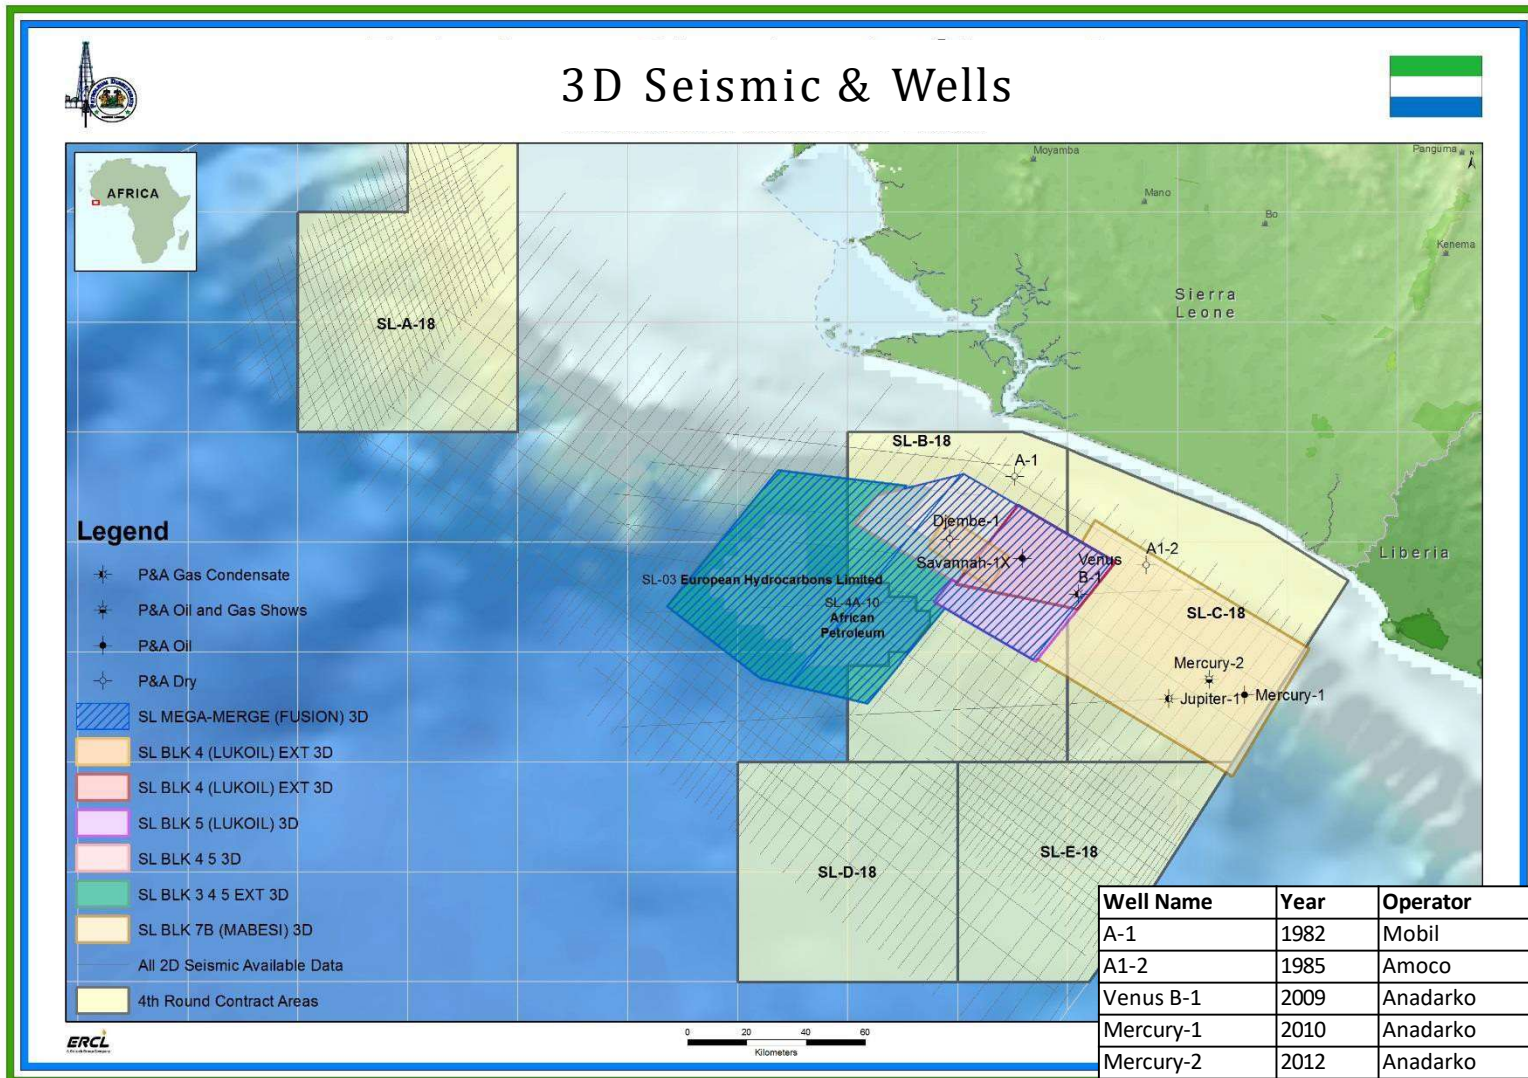 3D Seismic & Wells
AFRICA
Moyamba
Panguma
N
Mano
Bo
Kenema
Sierra
Leone
SL-A-18
SL-B-18
A-1
Djembe-1
A1-2
Savannah-1X
Venus
B-1
Liberia
SL-03 European Hydrocarbons Limited
SL-4A-10
African
Petroleum
SL-C-18
Mercury-2
Jupiter-1
Mercury-1
SL-D-18
SL-E-18
Legend
P&A Gas Condensate
P&A Oil and Gas Shows
P&A Oil
P&A Dry
SL MEGA-MERGE (FUSION) 3D
SL BLK 4 (LUKOIL) EXT 3D
SL BLK 4 (LUKOIL) EXT 3D
SL BLK 5 (LUKOIL) 3D
SL BLK 4 5 3D
SL BLK 3 4 5 EXT 3D
SL BLK 7B (MABESI) 3D
All 2D Seismic Available Data
4th Round Contract Areas
ERCL
0 20 40 60
Kilometers
Well Name Year Operator
A-1 1982 Mobil
A1-2 1985 Amoco
Venus B-1 2009 Anadarko
Mercury-1 2010 Anadarko
Mercury-2 2012 Anadarko